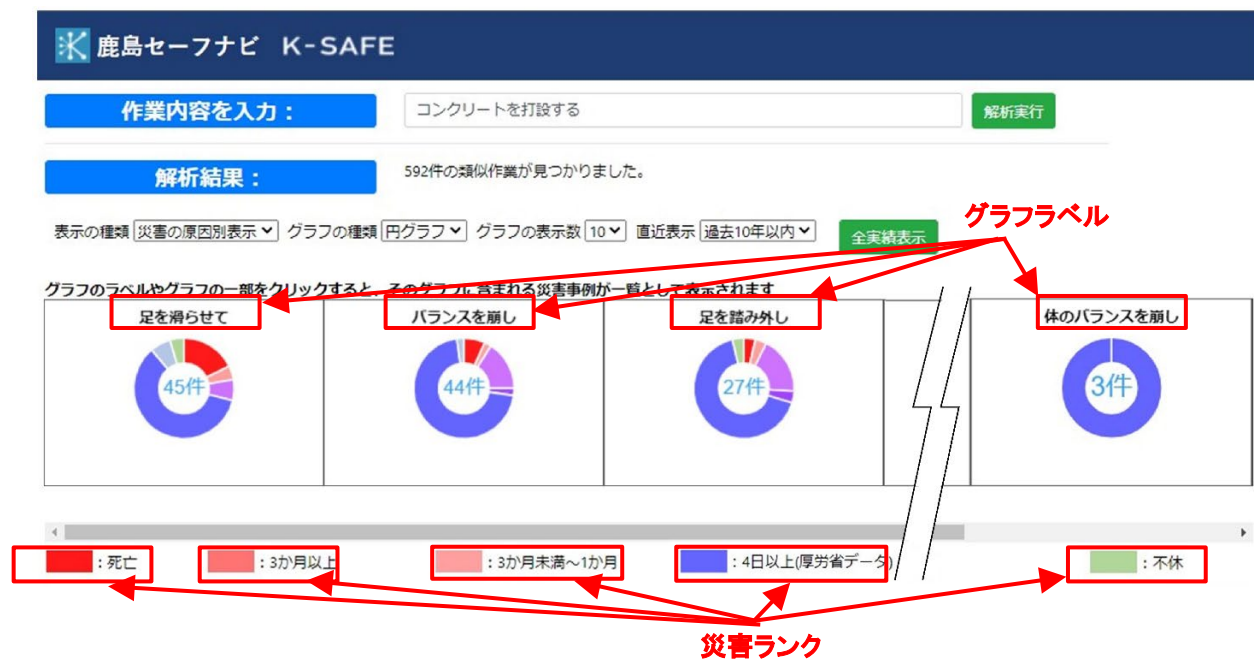 鹿島セーフナビ K-SAFE
作業内容を入力： コンクリートを打設する 解析実行
解析結果： 592件の類似作業が見つかりました。
グラフラベル
表示の種類 災害の原因別表示 グラフの種類 円グラフ グラフの表示数 10 直近表示 過去10年以内 全実績表示
グラフのラベルやグラフの一部をクリックすると、そのグラフに含まれる災害事例が一覧として表示されます
足を滑らせて バランスを崩し 足を踏み外し 体のバランスを崩し
45件 44件 27件 3件
：死亡 ：3か月以上 ：3か月未満～1か月 ：4日以上(厚労省データ) ：不休
災害ランク